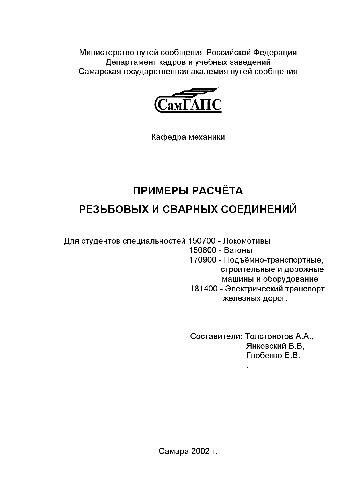 Министерство путей сообщения Российской Федерации
Департамент кадров и учебных заведений
Самарская государственная академия путей сообщения
СамГАПС
Кафедра механики
ПРИМЕРЫ РАСЧЁТА
РЕЗЬБОВЫХ И СВАРНЫХ СОЕДИНЕНИЙ
Для студентов специальностей 150700 - Локомотивы
150800 - Вагоны
170900 - Подъёмно-транспортные,
строительные и дорожные
машины и оборудование
181400 - Электрический транспорт
железных дорог.
Составители: Толстоногов А.А.,
Янковский В.В,
Глобенко Е.В.
.
Самара 2002 г.